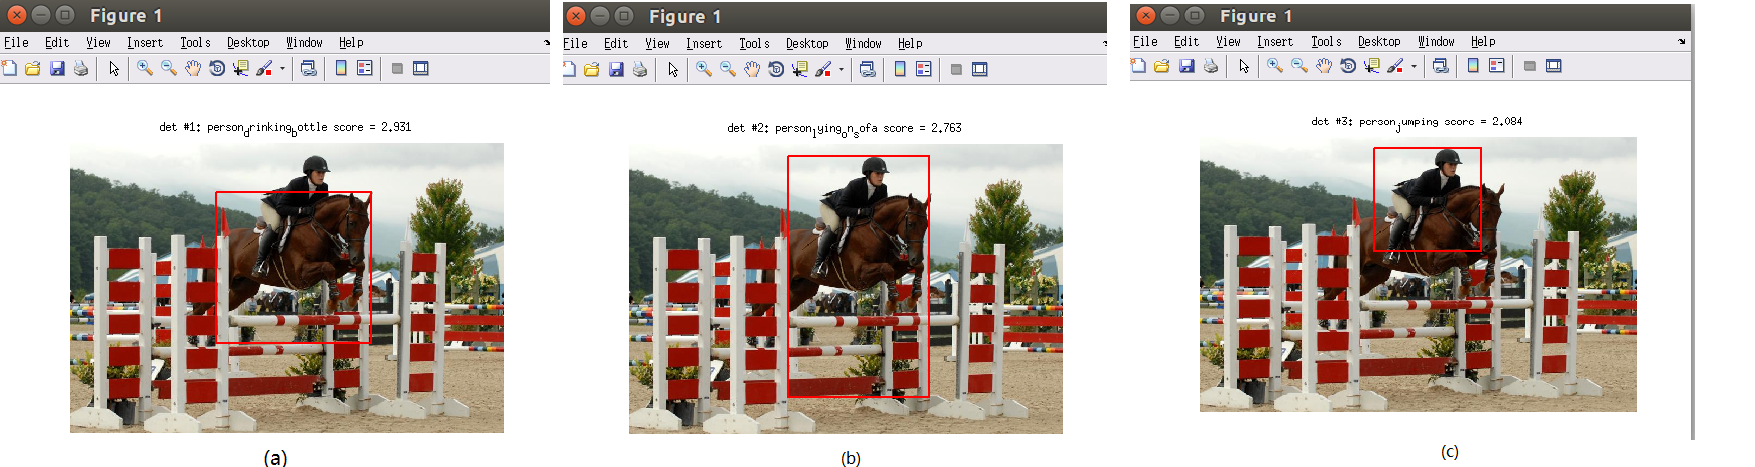 Figure 1
File Edit View Insert Tools Desktop Window Help
det #1: person_drinking_bottle score = 2.931
(a)
Figure 1
File Edit View Insert Tools Desktop Window Help
det #2: person_lying_on_sofa score = 2.763
(b)
Figure 1
File Edit View Insert Tools Desktop Window Help
det #3: person_jumping score = 2.084
(c)